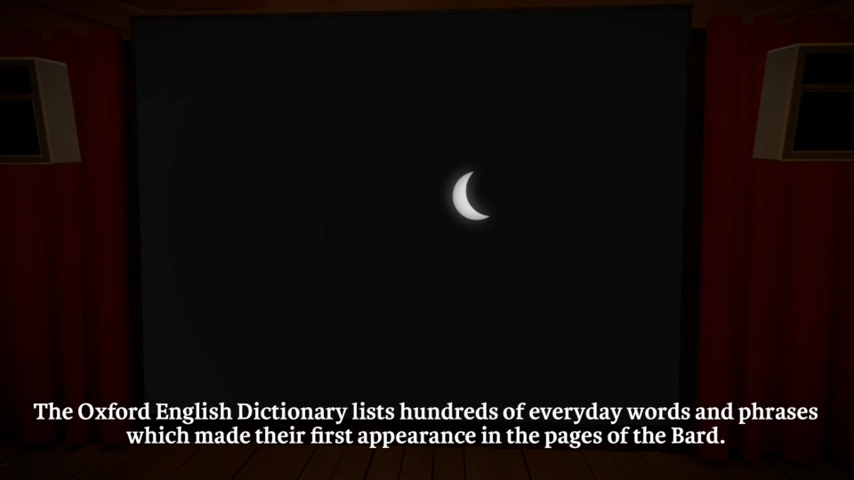 The Oxford English Dictionary lists hundreds of everyday words and phrases
which made their first appearance in the pages of the Bard.